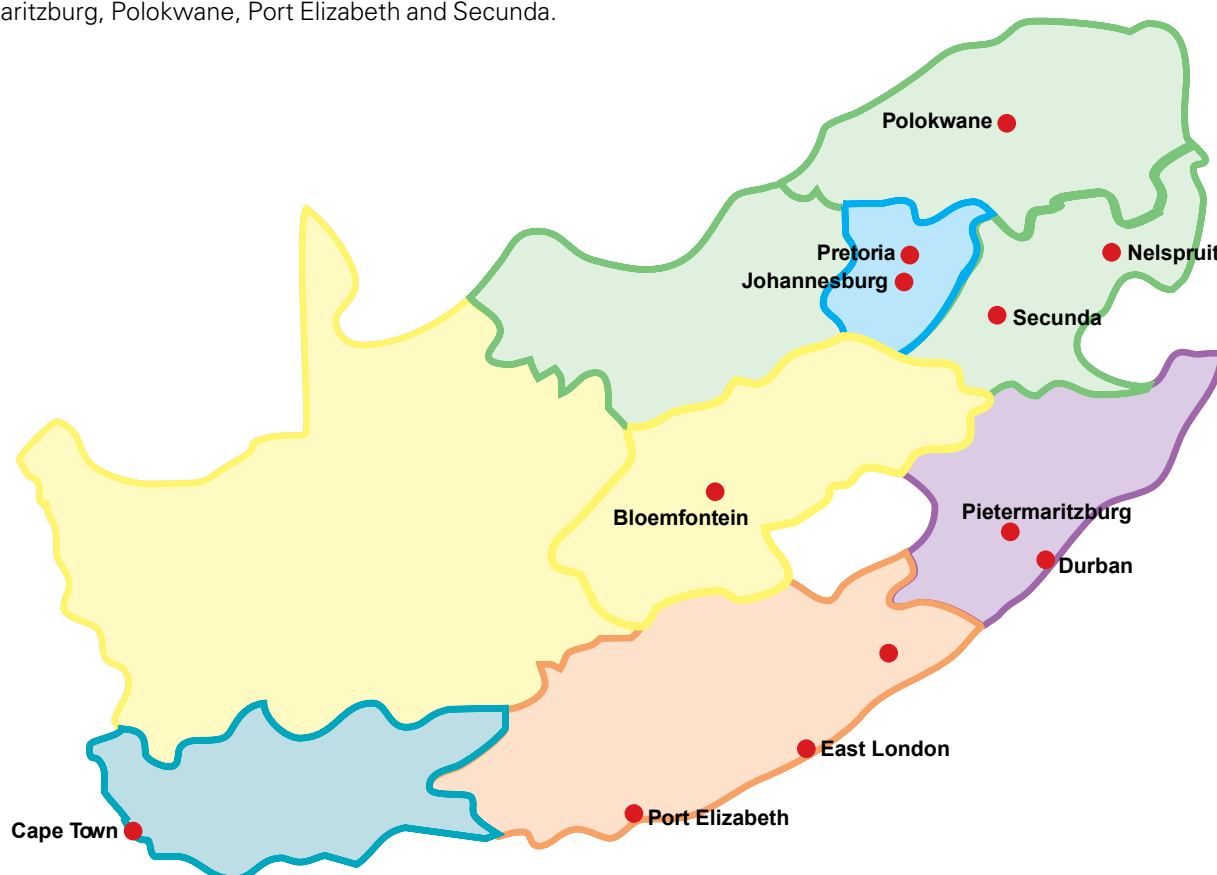 aritzburg, Polokwane, Port Elizabeth and Secunda.
Polokwane
Pretoria
Nelspruit
Johannesburg
Secunda
Bloemfontein
Pietermaritzburg
Durban
East London
Port Elizabeth
Cape Town